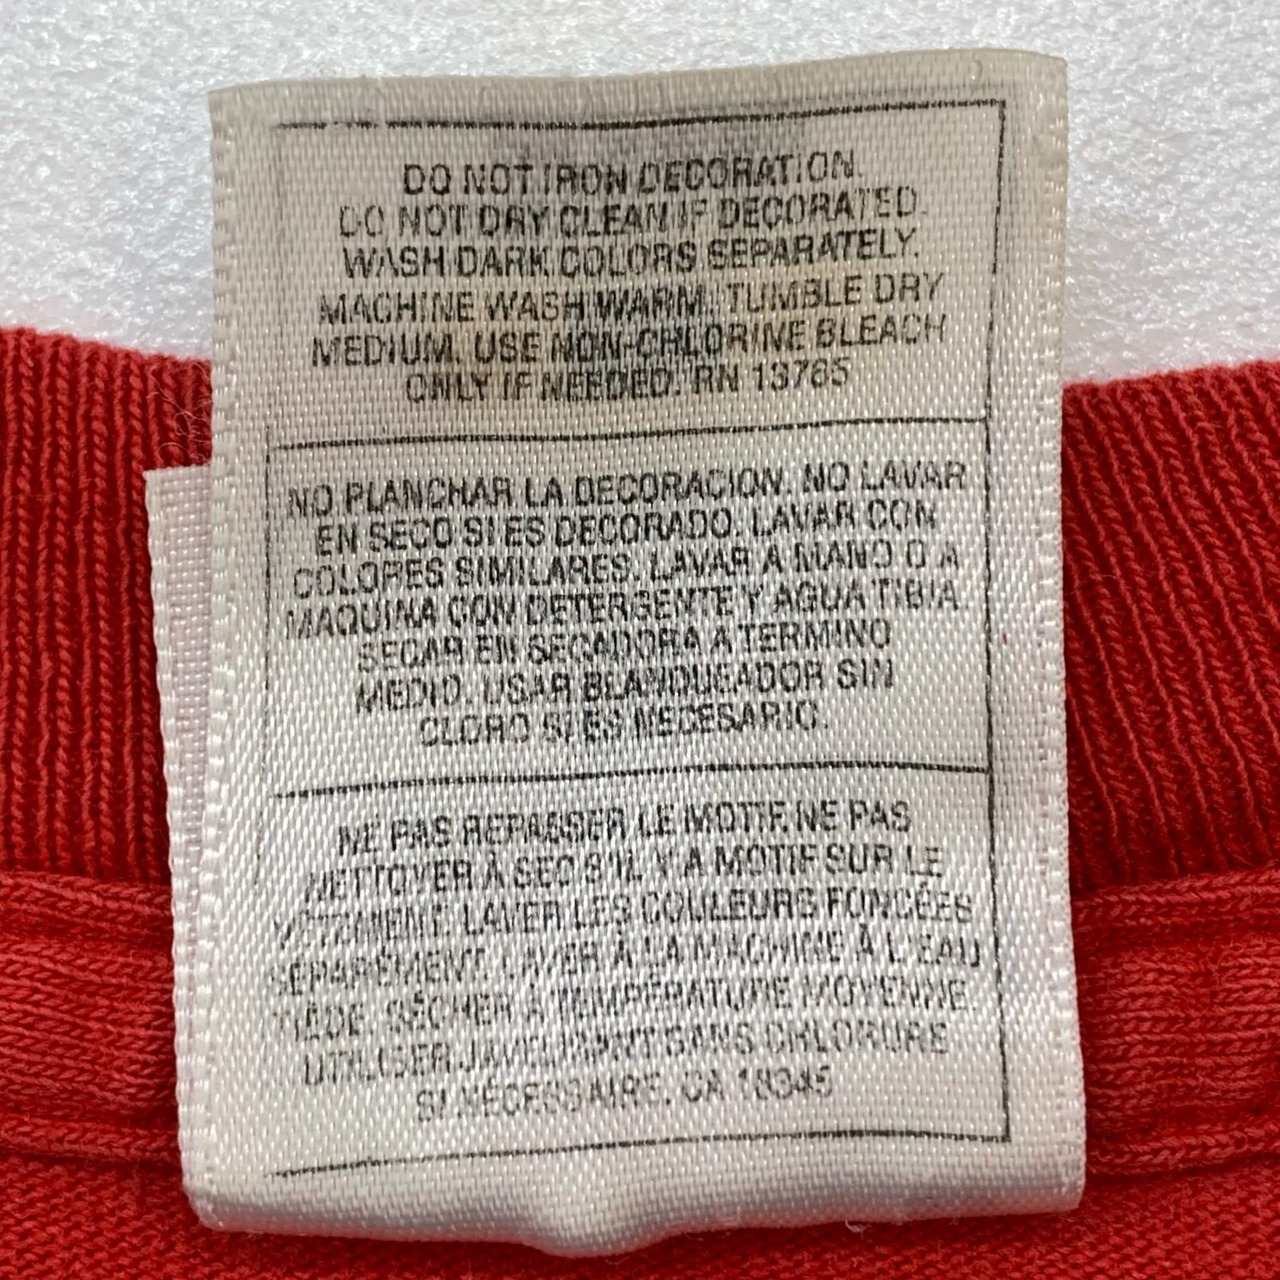 DO NOT IRON DECORATION.
DO NOT DRY CLEAN IF DECORATED.
WASH DARK COLORS SEPARATELY.
MACHINE WASH WARM. TUMBLE DRY
MEDIUM. USE NON-CHLORINE BLEACH
ONLY IF NEEDED. RN 13765
NO PLANCHAR LA DECORACION. NO LAVAR
EN SECO SI ES DECORADO. LAVAR CON
COLORES SIMILARES. LAVAR A MANO O A
MAQUINA CON DETERGENTE Y AGUA TIBIA.
SECAR EN SECADORA A TERMINO
MEDIO. USAR BLANQUEADOR SIN
CLORO SI ES NECESARIO.
NE PAS REPASSER LE MOTIF. NE PAS
NETTOYER À SEC S'IL Y A MOTIF SUR LE
VÊTEMENT. LAVER LES COULEURS FONCÉES
SÉPARÉMENT. LAVER À LA MACHINE À L'EAU
TIÈDE. SÉCHER À TEMPÉRATURE MOYENNE.
UTILISER JAVELLISANT SANS CHLORURE
SI NÉCESSAIRE. CA 18345